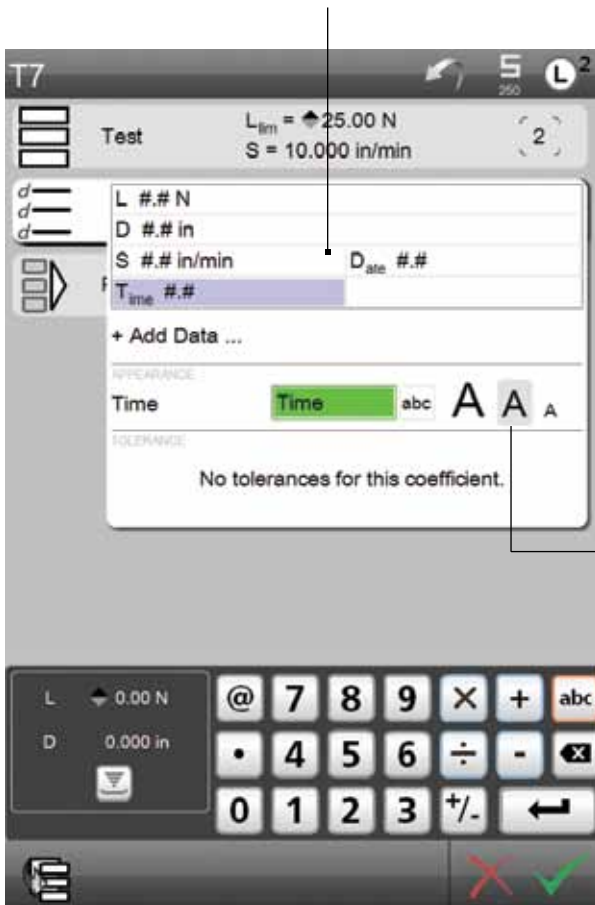 T7
S
250
L 2
Test
Llim = 25.00 N
S = 10.000 in/min
2
d
d
d
L #.# N
D #.# in
S #.# in/min
Date #.#
Time #.#
+ Add Data ...
APPEARANCE
Time
Time
abc
A A A
TOLERANCE
No tolerances for this coefficient.
L 0.00 N
D 0.000 in
@ 7 8 9 × + abc
. 4 5 6 ÷ -
0 1 2 3 +/-